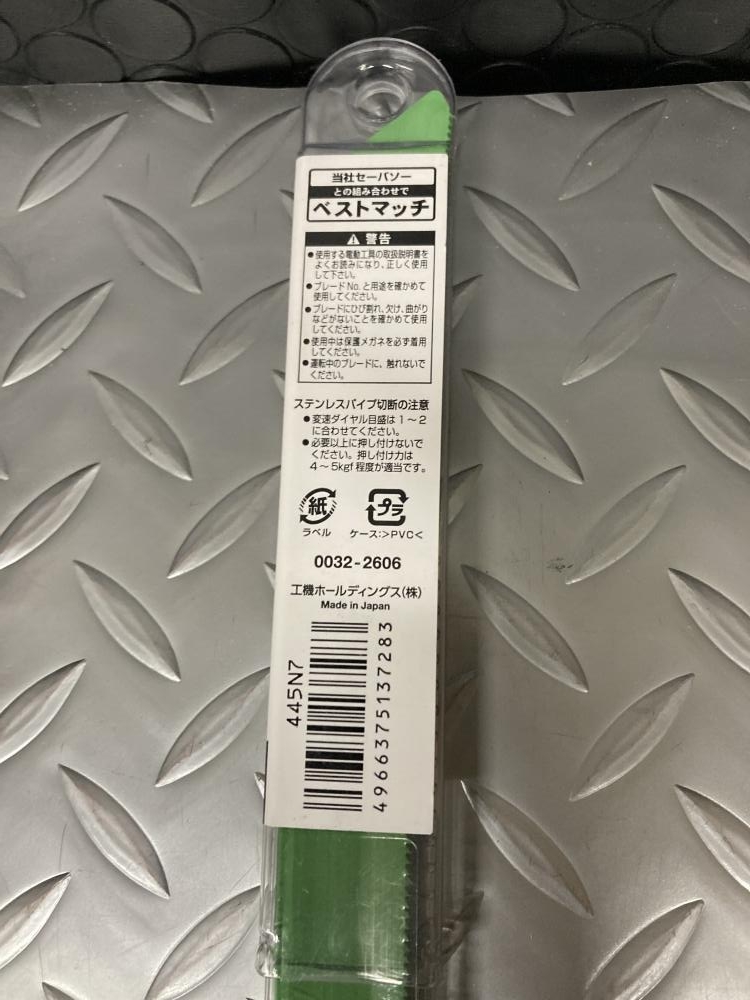 当社セーバソー
との組み合わせで
ベストマッチ
警告
●使用する電動工具の取扱説明書を
よくお読みになり、正しく使用
して下さい。
●ブレードNo.と用途を確かめて
使用してください。
●ブレードにひび割れ、欠け、曲がり
などがないことを確かめて使用
してください。
●使用中は保護メガネを必ず着用
してください。
●運転中のブレードに、触れないで
ください。
ステンレスパイプ切断の注意
●変速ダイヤル目盛は1～2
に合わせてください。
●必要以上に押し付けないで
ください。押し付け力は
4～5kgf程度が適当です。
紙
プラ
ラベル ケース:>PVC<
0032-2606
工機ホールディングス(株)
Made in Japan
445N7
4966375137283